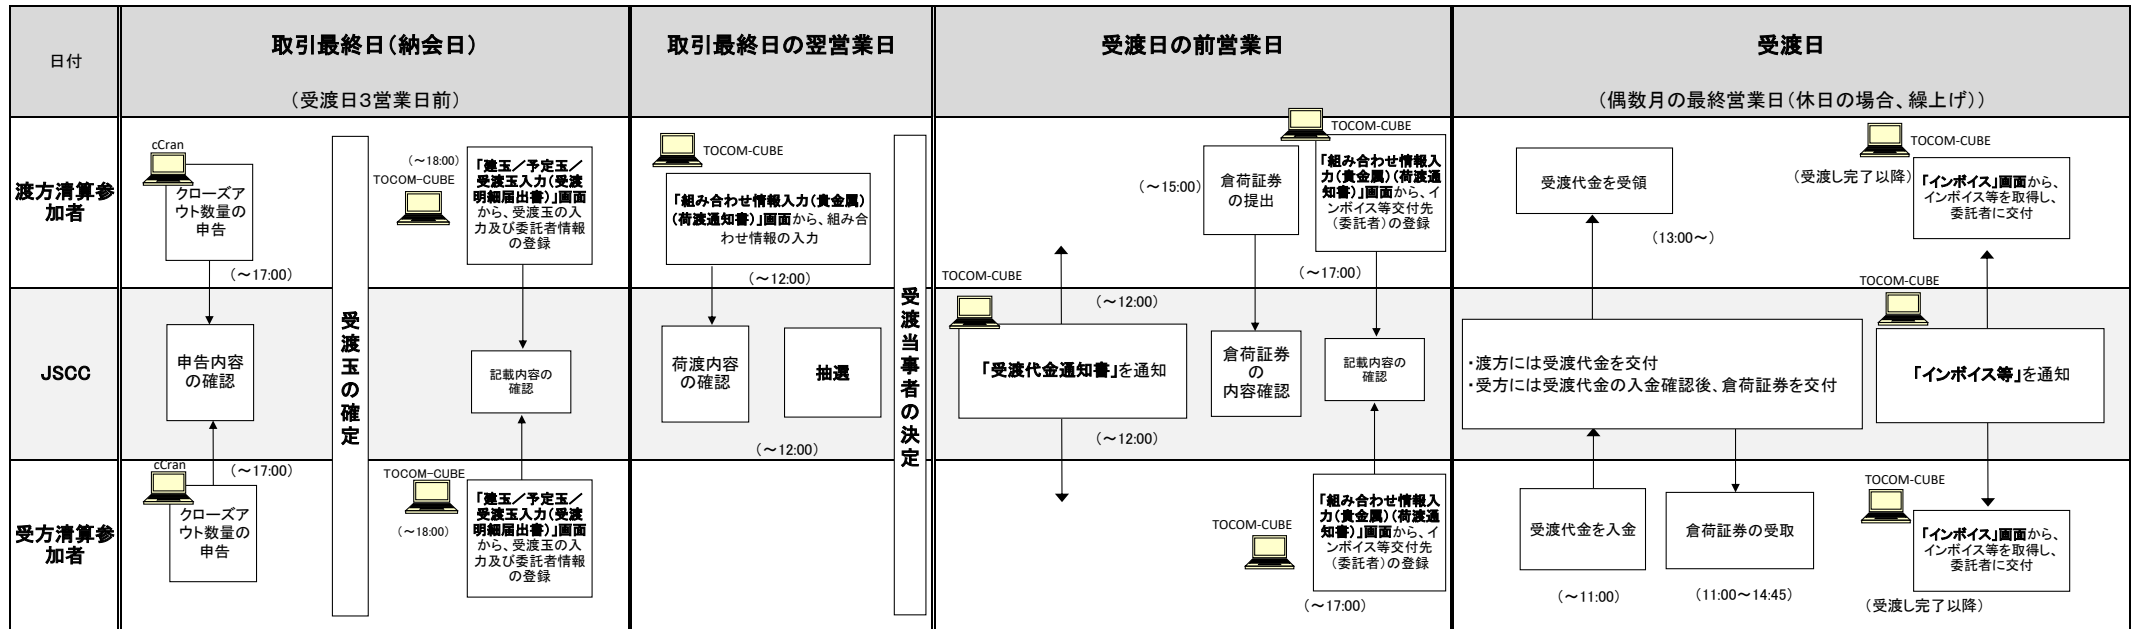 日付
取引最終日（納会日）
（受渡日３営業日前）
取引最終日の翌営業日
受渡日の前営業日
受渡日
（偶数月の最終営業日（休日の場合、繰上げ））
渡方清算参
加者
cCran
クローズア
ウト数量の
申告
（～17:00）
受渡玉の確定
（～18:00）
TOCOM-CUBE
「建玉／予定玉／
受渡玉入力（受渡
明細届出書）」画面
から、受渡玉の入
力及び委託者情報
の登録
TOCOM-CUBE
「組み合わせ情報入力（貴金属）
（荷渡通知書）」画面から、組み合
わせ情報の入力
（～12:00）
受渡当事者の決定
（～15:00）
倉荷証券
の提出
TOCOM-CUBE
「組み合わせ情報入
力（貴金属）（荷渡通
知書）」画面から、イ
ンボイス等交付先
（委託者）の登録
（～17:00）
受渡代金を受領
（13:00～）
TOCOM-CUBE
（受渡し完了以降）
「インボイス」画面から、
インボイス等を取得し、
委託者に交付
JSCC
申告内容
の確認
記載内容の
確認
荷渡内容
の確認
抽選
（～12:00）
TOCOM-CUBE
（～12:00）
「受渡代金通知書」を通知
（～12:00）
倉荷証券
の
内容確認
記載内容の
確認
・渡方には受渡代金を交付
・受方には受渡代金の入金確認後、倉荷証券を交付
TOCOM-CUBE
「インボイス等」を通知
受方清算参
加者
cCran
（～17:00）
クローズア
ウト数量の
申告
TOCOM-CUBE
（～18:00）
「建玉／予定玉／
受渡玉入力（受渡
明細届出書）」画面
から、受渡玉の入
力及び委託者情報
の登録
TOCOM-CUBE
「組み合わせ情報入
力（貴金属）（荷渡通
知書）」画面から、イ
ンボイス等交付先
（委託者）の登録
（～17:00）
受渡代金を入金
（～11:00）
倉荷証券の受取
（11:00～14:45）
TOCOM-CUBE
「インボイス」画面から、
インボイス等を取得し、
委託者に交付
（受渡し完了以降）